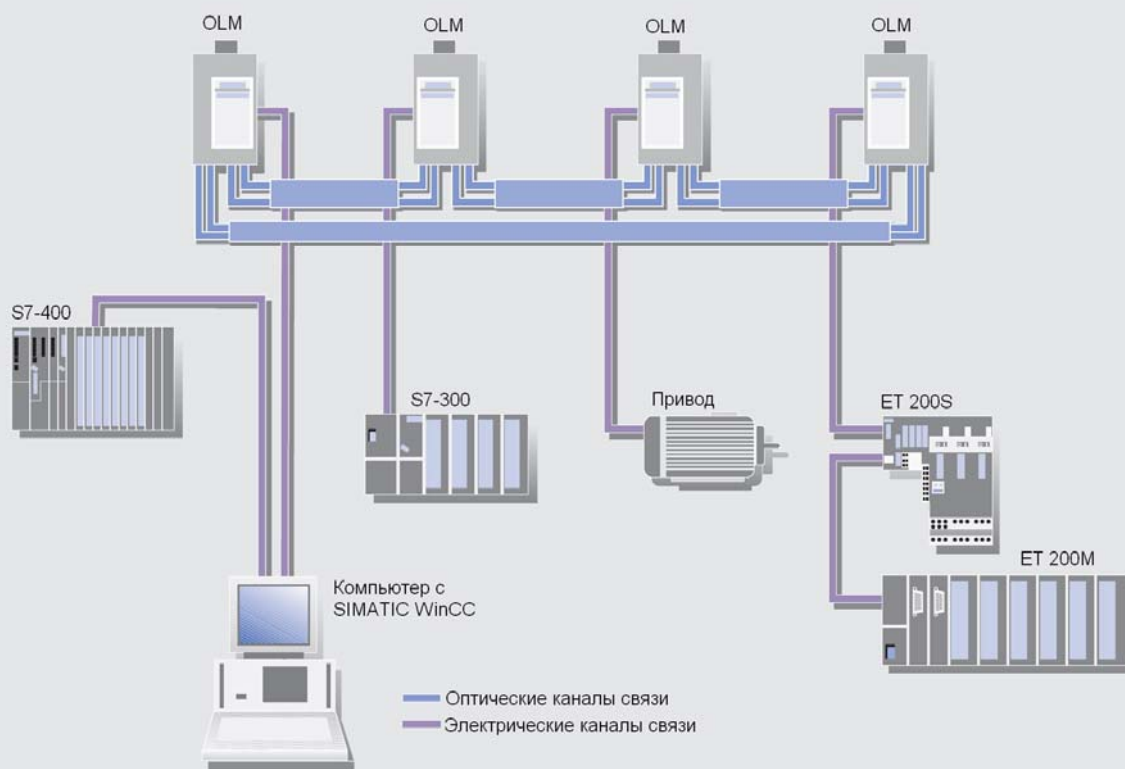 OLM
OLM
OLM
OLM
S7-400
S7-300
Привод
ET 200S
ET 200M
Компьютер с
SIMATIC WinCC
Оптические каналы связи
Электрические каналы связи